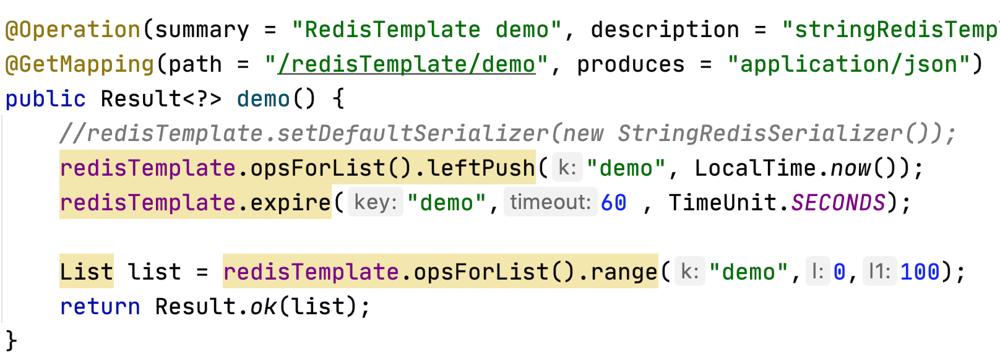 @Operation(summary = "RedisTemplate demo", description = "stringRedisTemp
@GetMapping(path = "/redisTemplate/demo", produces = "application/json")
public Result<?> demo() {
//redisTemplate.setDefaultSerializer(new StringRedisSerializer());
redisTemplate.opsForList().leftPush( k: "demo", LocalTime.now());
redisTemplate.expire( key: "demo", timeout: 60 , TimeUnit.SECONDS);
List list = redisTemplate.opsForList().range( k: "demo", l: 0, l1: 100);
return Result.ok(list);
}